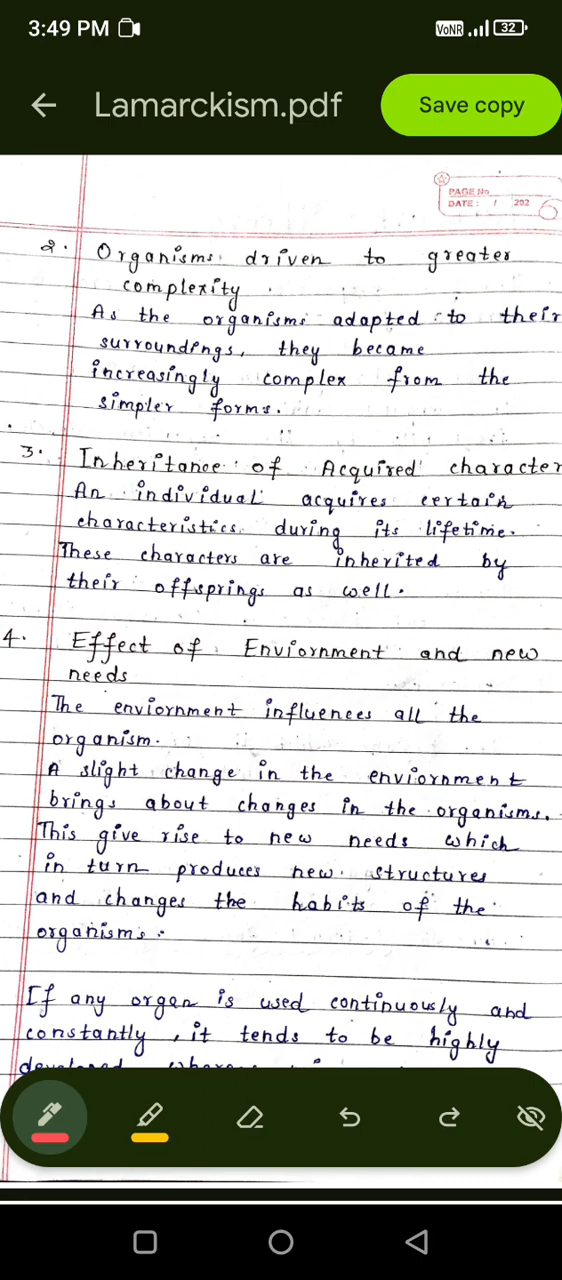 3:49 PM
VoNR 32
Lamarckism.pdf
Save copy
PAGE No.
DATE: / 202
2. Organisms driven to greater
complexity
As the organisms adapted to their
surroundings, they became
increasingly complex from the
simpler forms.
3. Inheritance of Acquired character
An individual acquires certain
characteristics during its lifetime.
These characters are inherited by
their offsprings as well.
4. Effect of Enviornment and new
needs
The enviornment influences all the
organism.
A slight change in the enviornment
brings about changes in the organisms.
This give rise to new needs which
in turn produces new structures
and changes the habits of the
organisms.
If any organ is used continuously and
constantly, it tends to be highly
developed